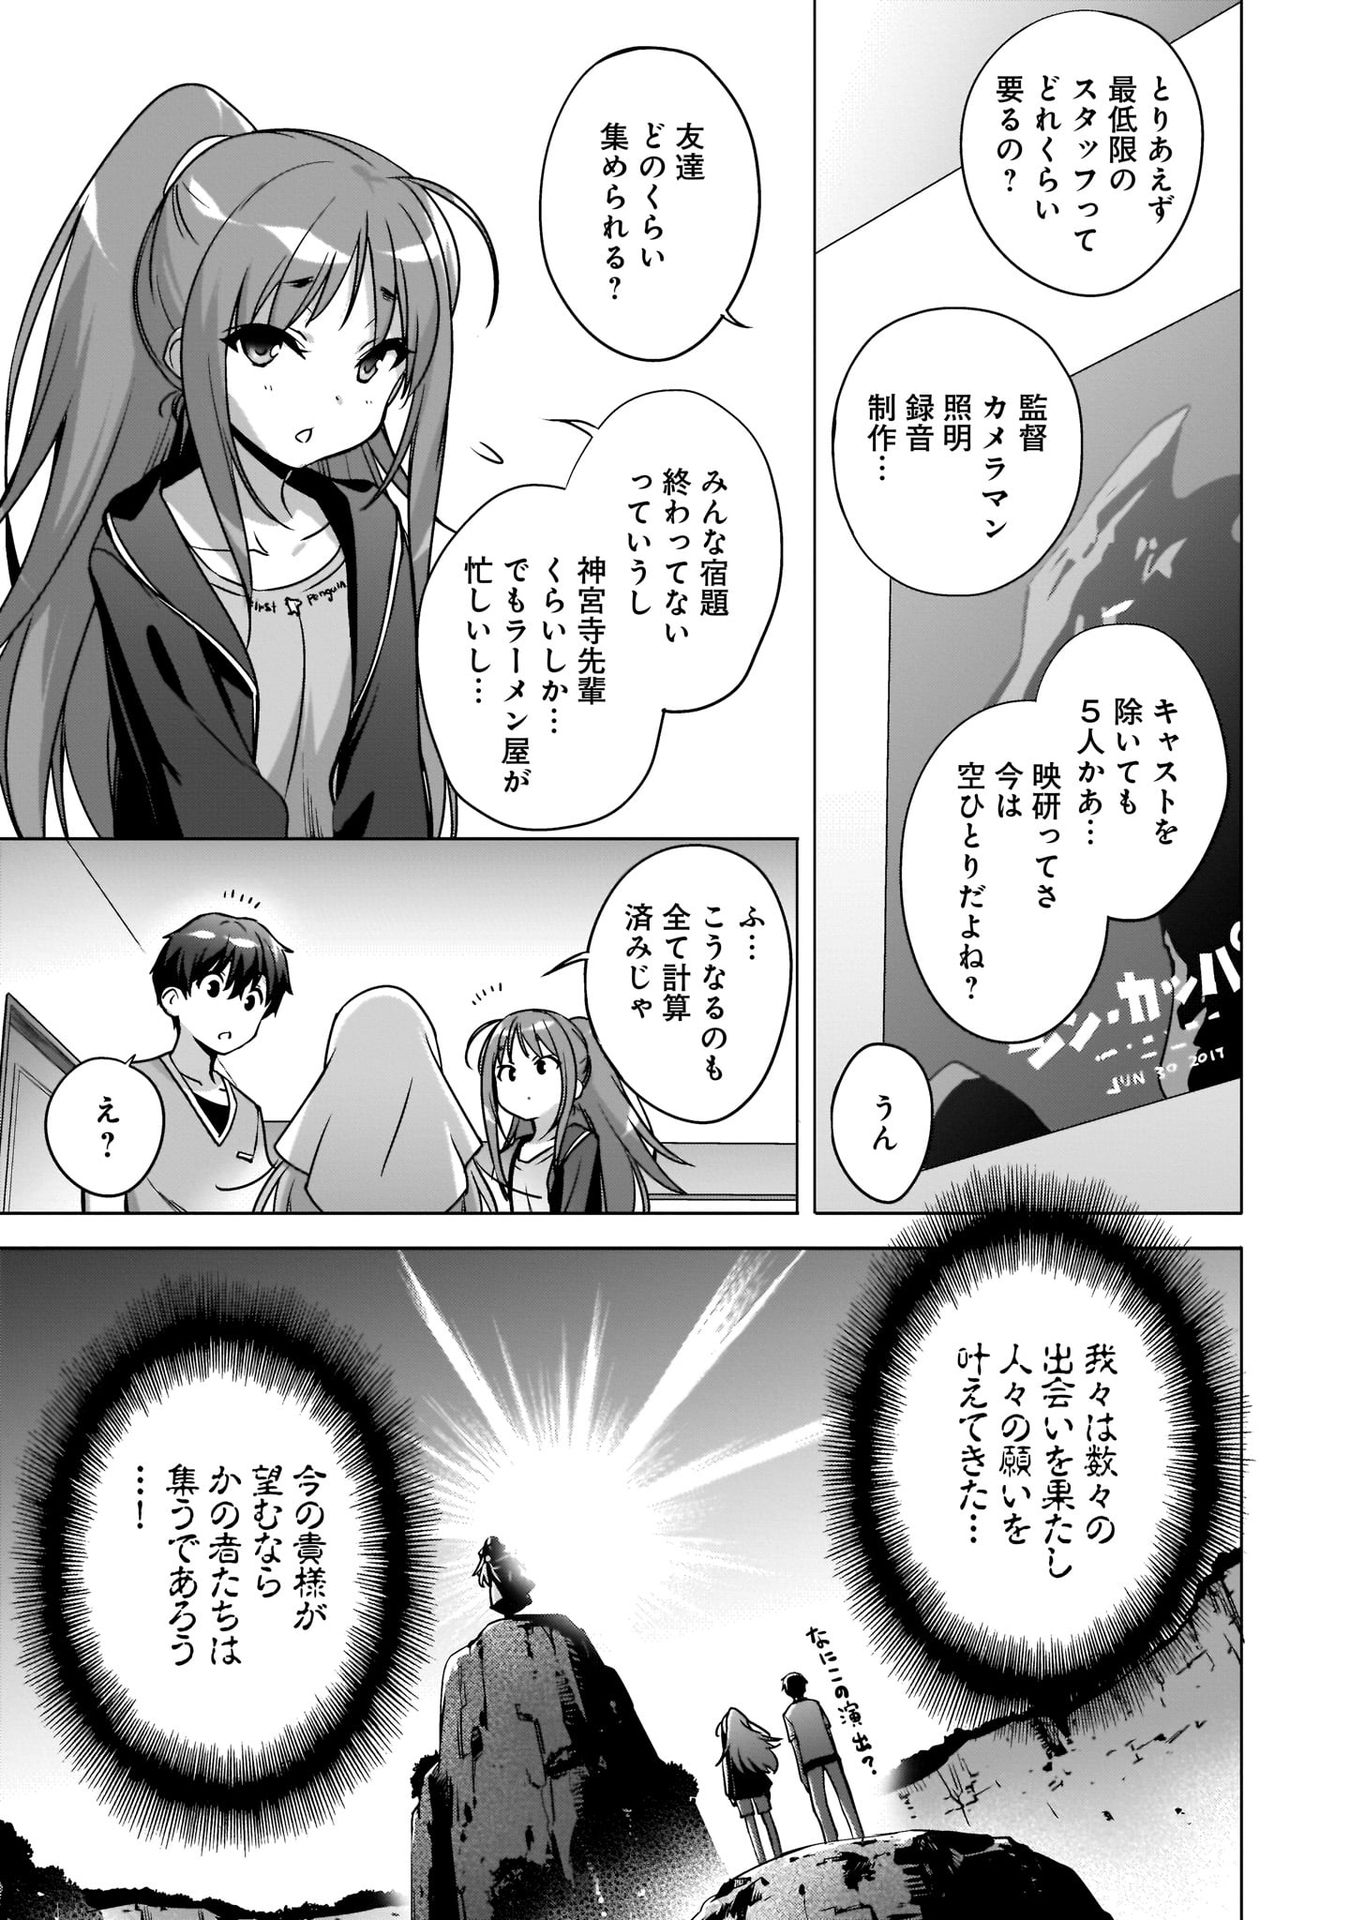 とりあえず
最低限の
スタッフって
どれくらい
要るの?
監督
カメラマン
照明
録音
制作…
キャストを
除いても
5人かあ…
映研ってさ
今は
空ひとりだよね?
うん
シン・カッパ
JUN 30 2017
友達
どのくらい
集められる?
みんな宿題
終わってない
っていうし
神宮寺先輩
くらいしか…
でもラーメン屋が
忙しいし…
first penguin
ふ…
こうなるのも
全て計算
済みじゃ
え?
我々は数々の
出会いを果たし
人々の願いを
叶えてきた…
なにこの演出?
今の貴様が
望むなら
かの者たちは
集うであろう
…!